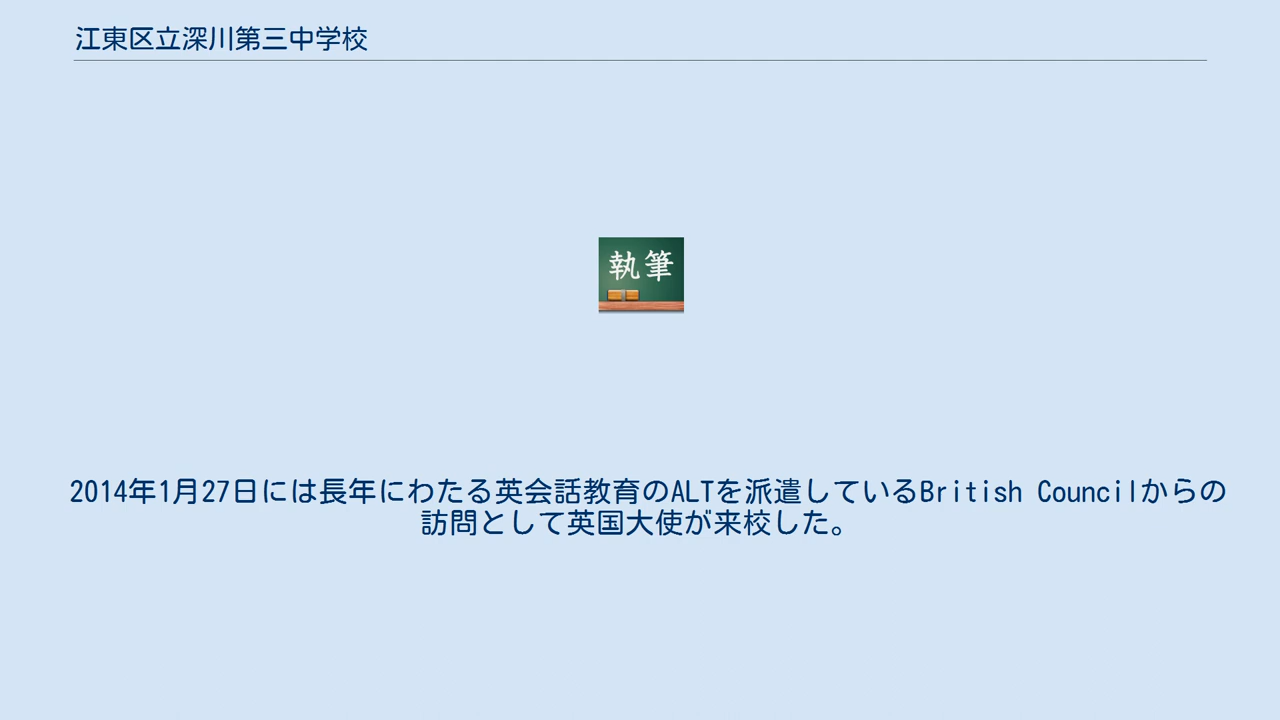 江東区立深川第三中学校
執筆
2014年1月27日には長年にわたる英会話教育のALTを派遣しているBritish Councilからの
訪問として英国大使が来校した。